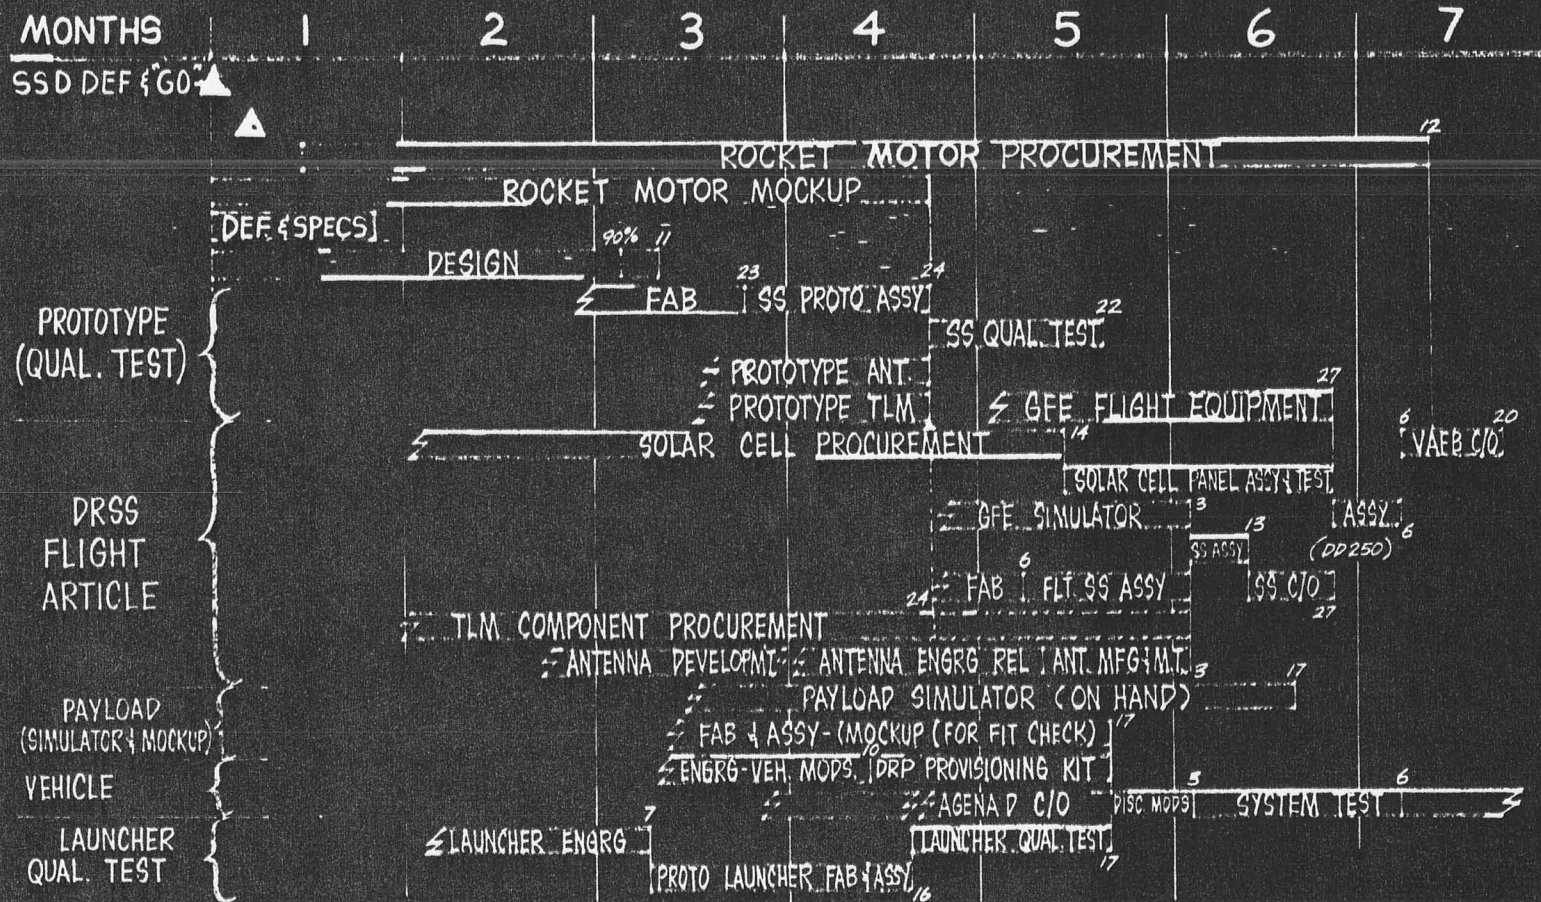 MONTHS 1 2 3 4 5 6 7
SSD DEF & "GO"
12
ROCKET MOTOR PROCUREMENT
ROCKET MOTOR MOCKUP
DEF. & SPECS
90% 11
DESIGN
23 24
FAB SS PROTO ASSY
22
PROTOTYPE
(QUAL. TEST)
SS QUAL. TEST
PROTOTYPE ANT.
27
PROTOTYPE TLM GFE FLIGHT EQUIPMENT
6 20
SOLAR CELL PROCUREMENT 14 VAFB C/O
SOLAR CELL PANEL ASSY & TEST
DRSS
FLIGHT
ARTICLE
GFE SIMULATOR 3 ASSY 6
13
SS ASSY (DD250)
6
FAB FLT SS ASSY SS C/O
24 27
TLM COMPONENT PROCUREMENT
ANTENNA DEVELOPMT. ANTENNA ENGRG REL ANT. MFG & M.T. 3
17
PAYLOAD
(SIMULATOR & MOCKUP)
PAYLOAD SIMULATOR (ON HAND)
17
FAB & ASSY-(MOCKUP (FOR FIT CHECK)
10
VEHICLE
ENGRG-VEH. MODS. DRP PROVISIONING KIT
3 6
AGENA D C/O DISC MODS SYSTEM TEST
7
LAUNCHER
QUAL. TEST
LAUNCHER ENGRG LAUNCHER QUAL TEST
17
PROTO LAUNCHER FAB & ASSY
16